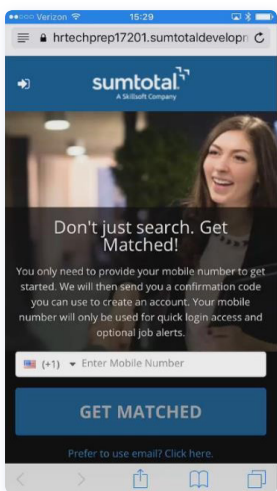 Verizon 15:29
hrtechprep17201.sumtotaldevelopn
sumtotal
A Skillsoft Company
Don't just search. Get
Matched!
You only need to provide your mobile number to get
started. We will then send you a confirmation code
you can use to create an account. Your mobile
number will only be used for quick login access and
optional job alerts.
(+1) Enter Mobile Number
GET MATCHED
Prefer to use email? Click here.